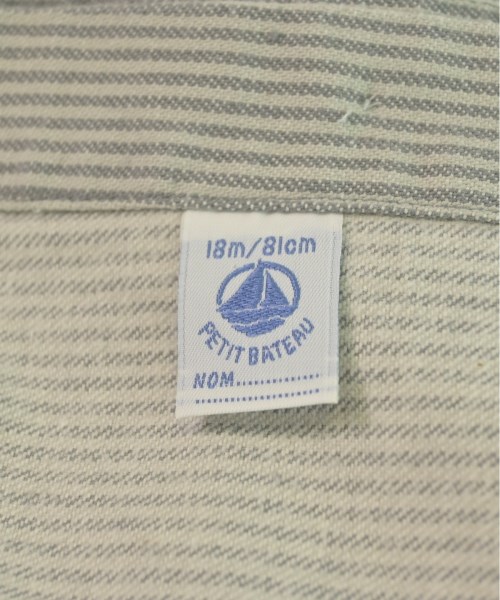 18m/81cm
PETIT BATEAU
NOM..............
....................